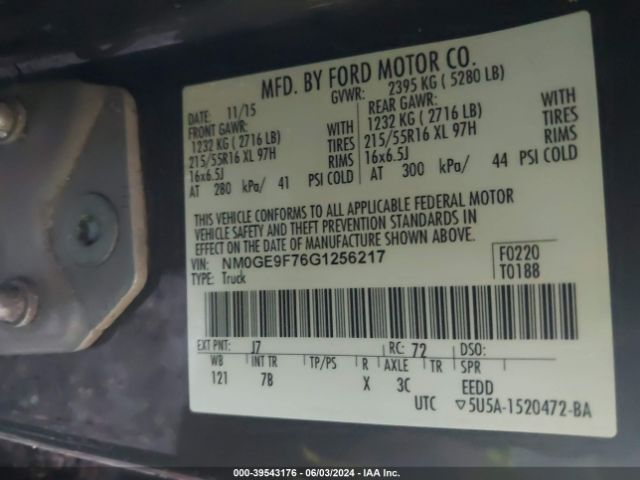 MFD. BY FORD MOTOR CO.
DATE: 11/15 GVWR: 2395 KG ( 5280 LB)
FRONT GAWR: REAR GAWR:
1232 KG ( 2716 LB) WITH 1232 KG ( 2716 LB) WITH
215/55R16 XL 97H TIRES 215/55R16 XL 97H TIRES
16x6.5J RIMS 16x6.5J RIMS
AT 280 kPa/ 41 PSI COLD AT 300 kPa/ 44 PSI COLD
THIS VEHICLE CONFORMS TO ALL APPLICABLE FEDERAL MOTOR
VEHICLE SAFETY AND THEFT PREVENTION STANDARDS IN
EFFECT ON THE DATE OF MANUFACTURE SHOWN ABOVE.
VIN: NM0GE9F76G1256217 F0220
TYPE: Truck T0188
EXT PNT: J7 RC: 72 DSO:
WB INT TR TP/PS R AXLE TR SPR
121 7B X 3C EEDD
UTC ▽5U5A-1520472-BA
000-39543176 - 06/03/2024 - IAA Inc.